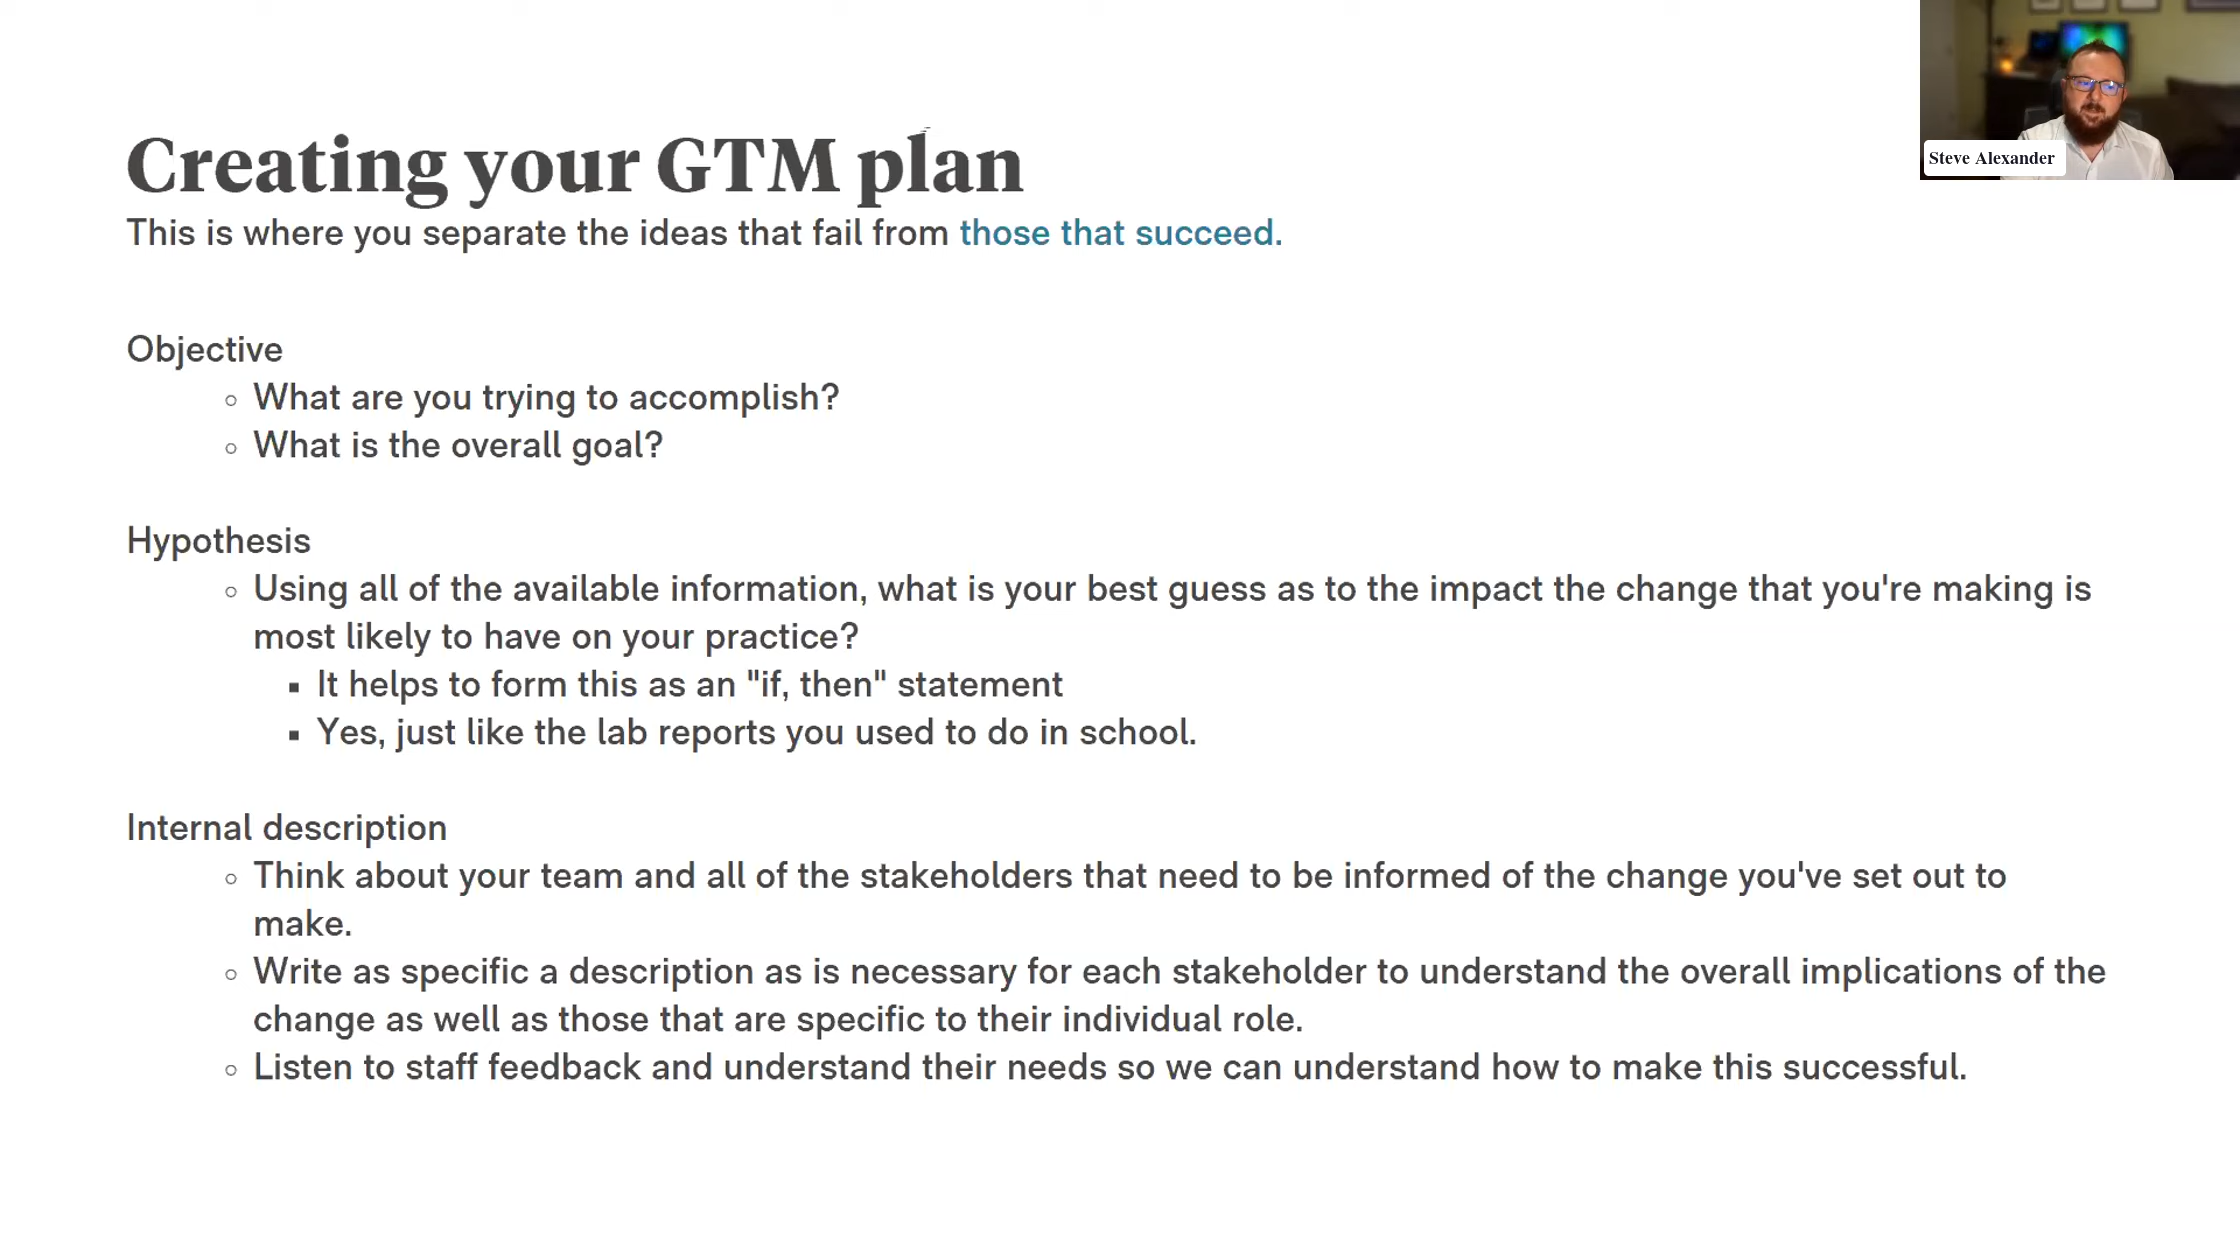 Creating your GTM plan
This is where you separate the ideas that fail from those that succeed.
Steve Alexander
Objective
What are you trying to accomplish?
What is the overall goal?
Hypothesis
Using all of the available information, what is your best guess as to the impact the change that you're making is
most likely to have on your practice?
It helps to form this as an "if, then" statement
Yes, just like the lab reports you used to do in school.
Internal description
Think about your team and all of the stakeholders that need to be informed of the change you've set out to
make.
Write as specific a description as is necessary for each stakeholder to understand the overall implications of the
change as well as those that are specific to their individual role.
Listen to staff feedback and understand their needs so we can understand how to make this successful.